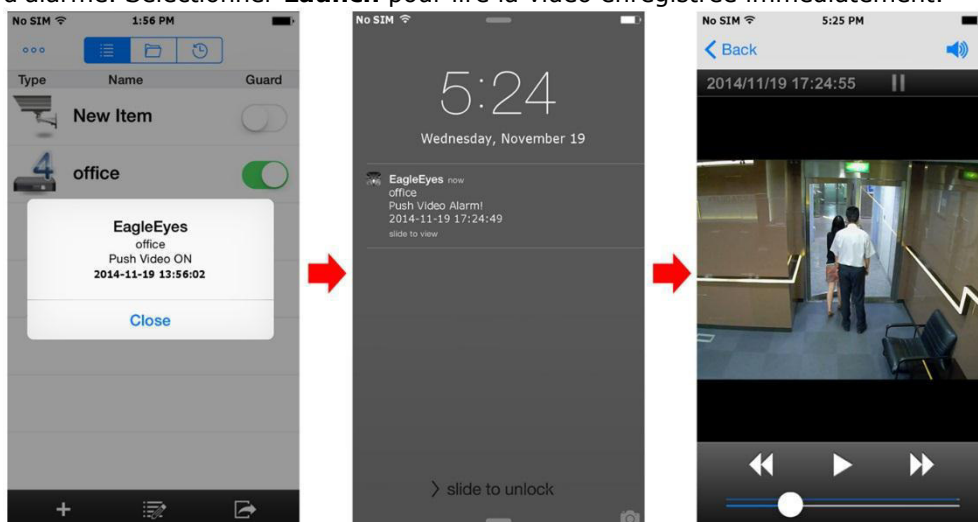 d'alarme. Sélectionner Launch pour lire la vidéo enregistrée immédiatement.
No SIM 1:56 PM
Type Name Guard
New Item
4 office
EagleEyes
office
Push Video ON
2014-11-19 13:56:02
Close
No SIM
5:24
Wednesday, November 19
EagleEyes now
office
Push Video Alarm!
2014-11-19 17:24:49
slide to view
> slide to unlock
No SIM 5:25 PM
Back
2014/11/19 17:24:55